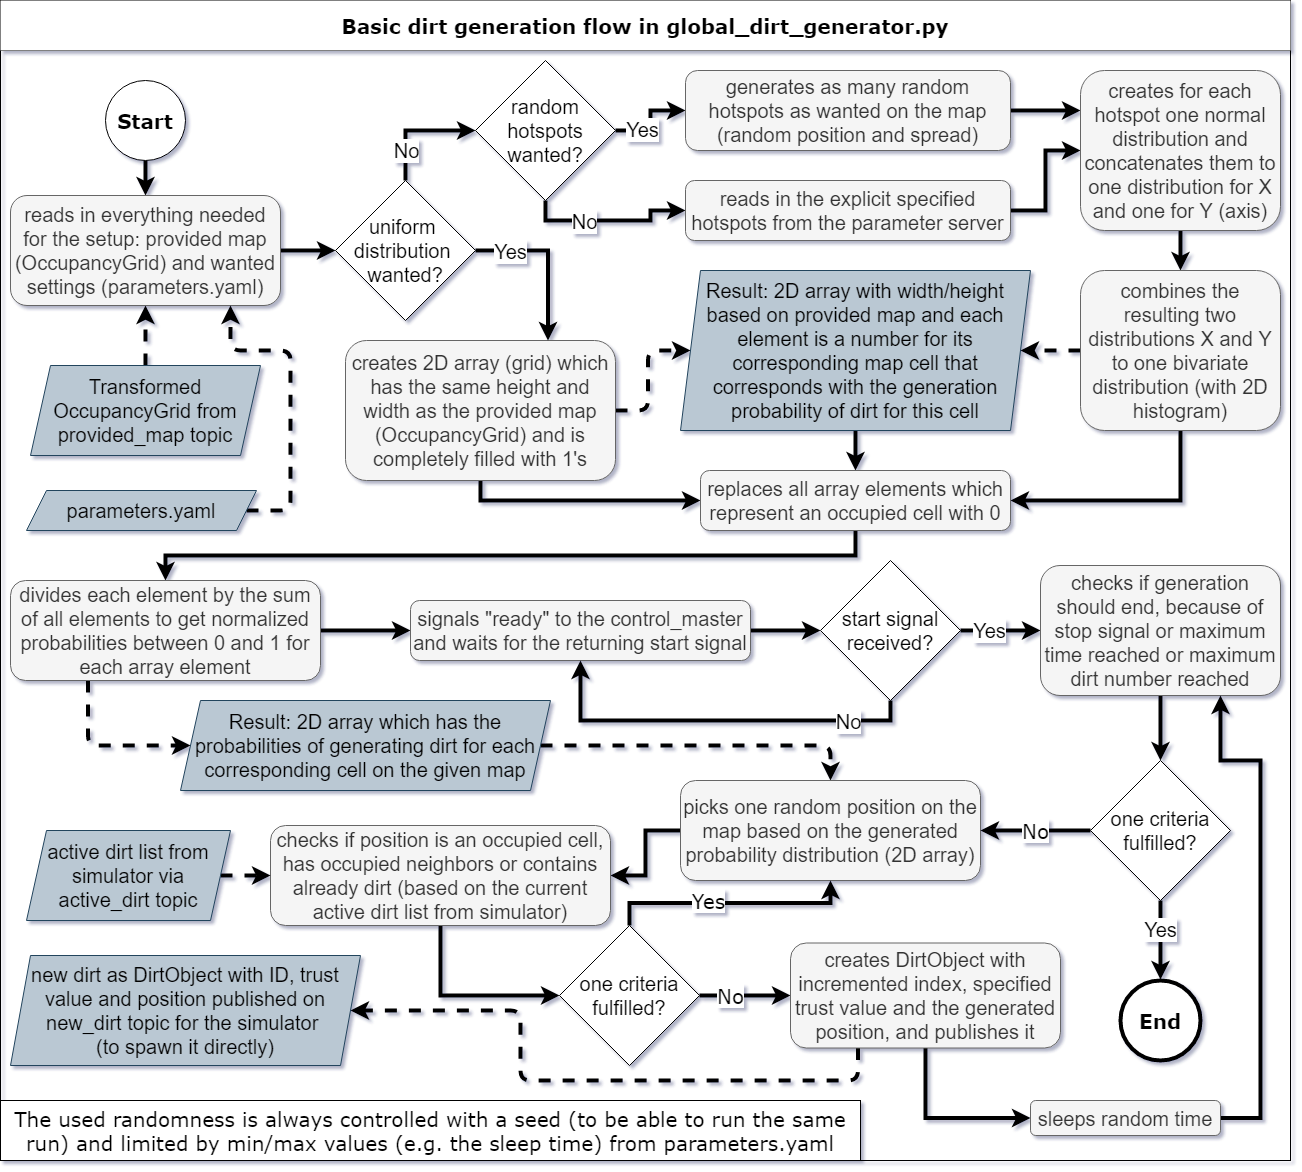 Basic dirt generation flow in global_dirt_generator.py
Start
reads in everything needed
for the setup: provided map
(OccupancyGrid) and wanted
settings (parameters.yaml)
Transformed
OccupancyGrid from
provided_map topic
parameters.yaml
uniform
distribution
wanted?
No
Yes
random
hotspots
wanted?
Yes
No
generates as many random
hotspots as wanted on the map
(random position and spread)
reads in the explicit specified
hotspots from the parameter server
creates for each
hotspot one normal
distribution and
concatenates them to
one distribution for X
and one for Y (axis)
combines the
resulting two
distributions X and Y
to one bivariate
distribution (with 2D
histogram)
creates 2D array (grid) which
has the same height and
width as the provided map
(OccupancyGrid) and is
completely filled with 1's
Result: 2D array with width/height
based on provided map and each
element is a number for its
corresponding map cell that
corresponds with the generation
probability of dirt for this cell
replaces all array elements which
represent an occupied cell with 0
divides each element by the sum
of all elements to get normalized
probabilities between 0 and 1 for
each array element
signals "ready" to the control_master
and waits for the returning start signal
start signal
received?
Yes
No
checks if generation
should end, because of
stop signal or maximum
time reached or maximum
dirt number reached
Result: 2D array which has the
probabilities of generating dirt for each
corresponding cell on the given map
one criteria
fulfilled?
No
Yes
End
picks one random position on the
map based on the generated
probability distribution (2D array)
active dirt list from
simulator via
active_dirt topic
checks if position is an occupied cell,
has occupied neighbors or contains
already dirt (based on the current
active dirt list from simulator)
one criteria
fulfilled?
Yes
No
creates DirtObject with
incremented index, specified
trust value and the generated
position, and publishes it
new dirt as DirtObject with ID, trust
value and position published on
new_dirt topic for the simulator
(to spawn it directly)
sleeps random time
The used randomness is always controlled with a seed (to be able to run the same
run) and limited by min/max values (e.g. the sleep time) from parameters.yaml